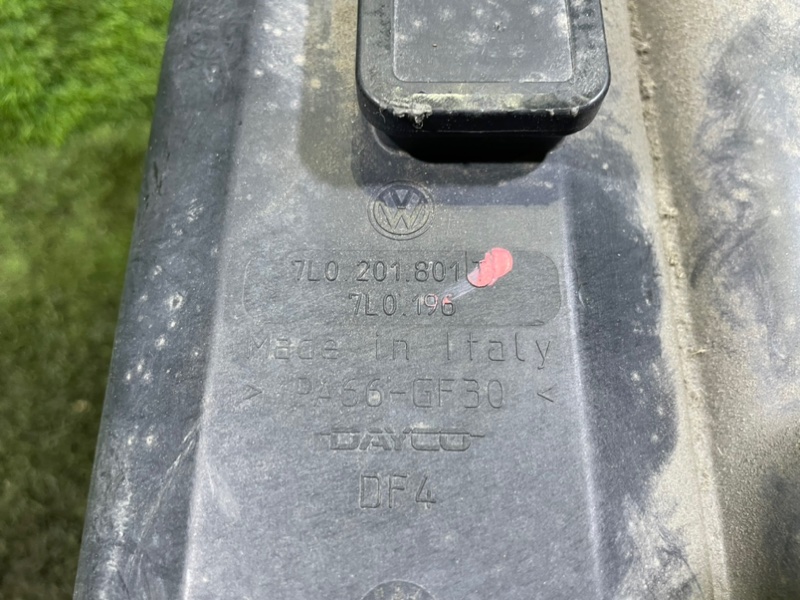 7L0 201.801 T
7L0.196
Made in Italy
> PA66-GF30 <
DAYCO
DF4